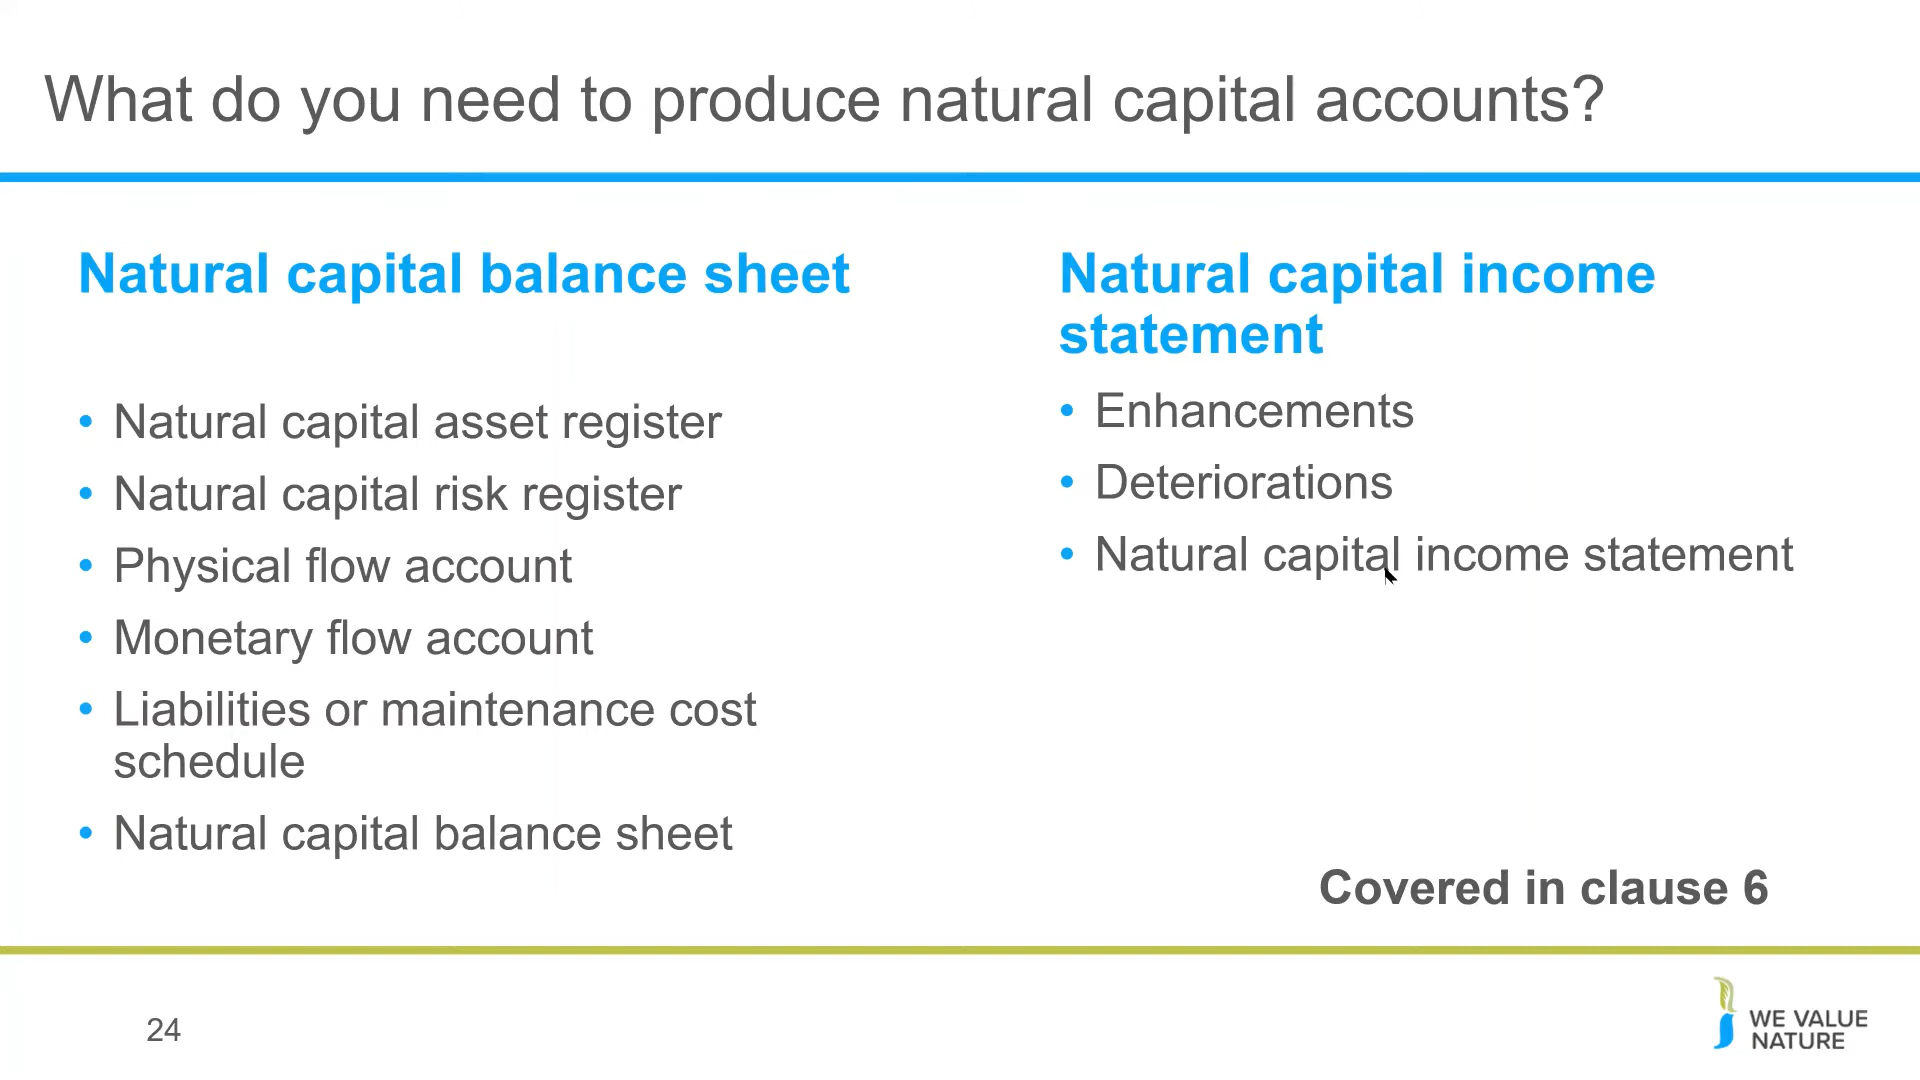 What do you need to produce natural capital accounts?
Natural capital balance sheet
• Natural capital asset register
• Natural capital risk register
• Physical flow account
• Monetary flow account
• Liabilities or maintenance cost
schedule
• Natural capital balance sheet
Natural capital income
statement
• Enhancements
• Deteriorations
• Natural capital income statement
Covered in clause 6
24
WE VALUE
NATURE